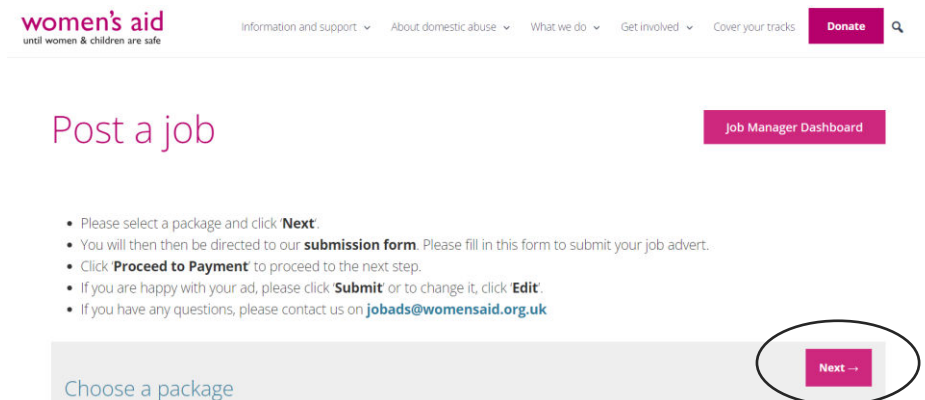 women's aid
until women & children are safe
Information and support About domestic abuse What we do Get involved Cover your tracks Donate
Post a job
Job Manager Dashboard
• Please select a package and click 'Next'.
• You will then then be directed to our submission form. Please fill in this form to submit your job advert.
• Click 'Proceed to Payment' to proceed to the next step.
• If you are happy with your ad, please click 'Submit' or to change it, click 'Edit'.
• If you have any questions, please contact us on jobads@womensaid.org.uk
Next →
Choose a package